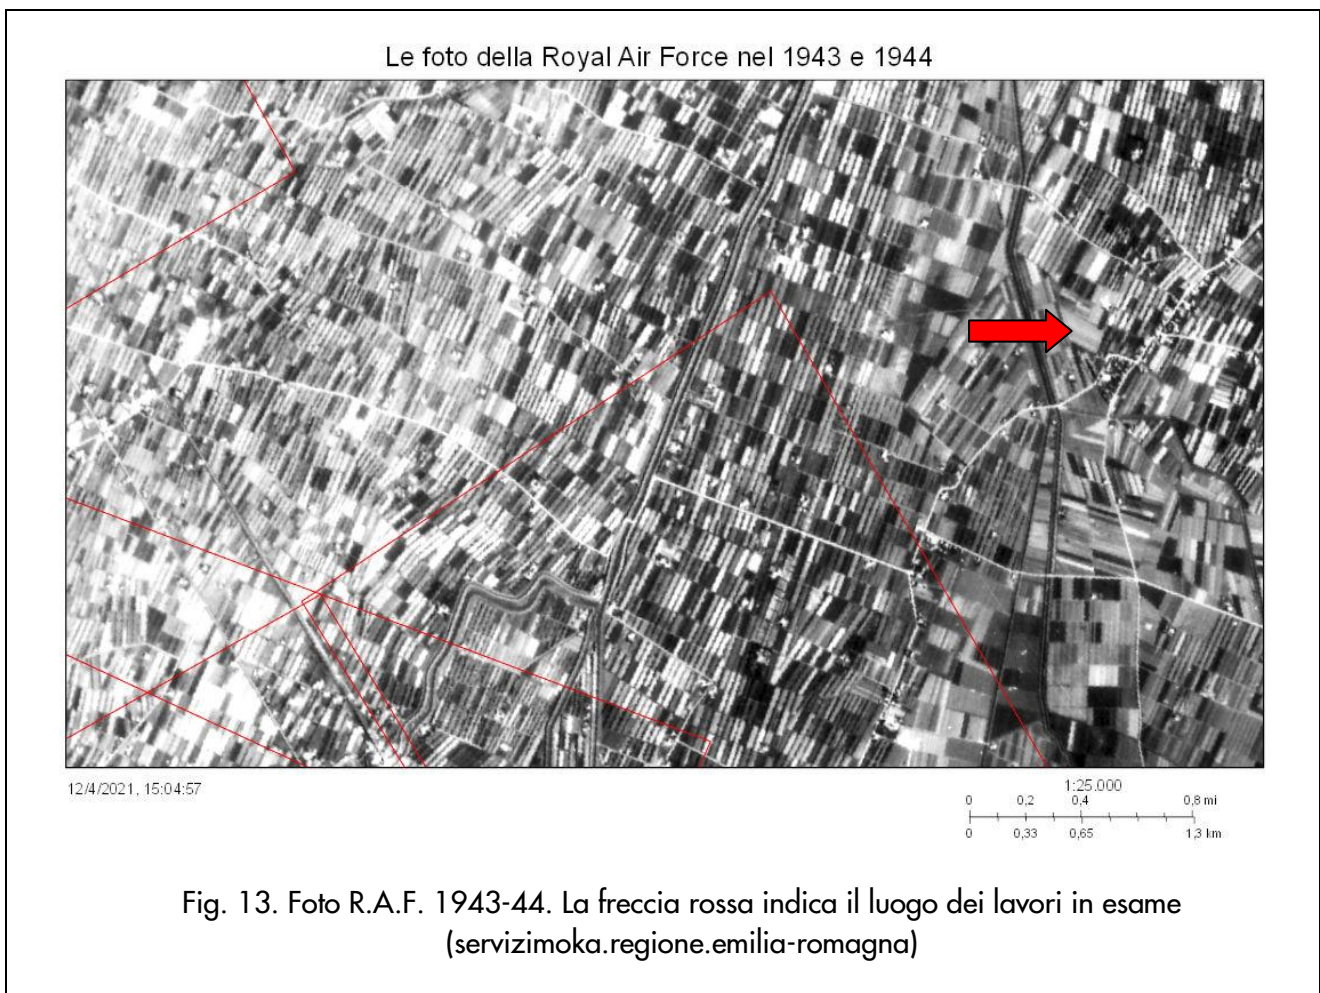 Le foto della Royal Air Force nel 1943 e 1944
12/4/2021, 15:04:57
1:25.000
0 0,2 0,4 0,8 mi
0 0,33 0,65 1,3 km
Fig. 13. Foto R.A.F. 1943-44. La freccia rossa indica il luogo dei lavori in esame
(servizimoka.regione.emilia-romagna)